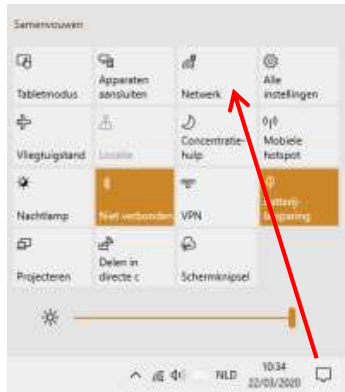 Samenvouwen
Tabletmodus
Apparaten
aansluiten
Netwerk
Alle
instellingen
Vliegtuigstand
Locatie
Concentratie-
hulp
Mobiele
hotspot
Nachtlamp
Niet verbonden
VPN
Batterij-
besparing
Projecteren
Delen in
directe c
Schermknipsel
NLD
10:34
22/03/2020